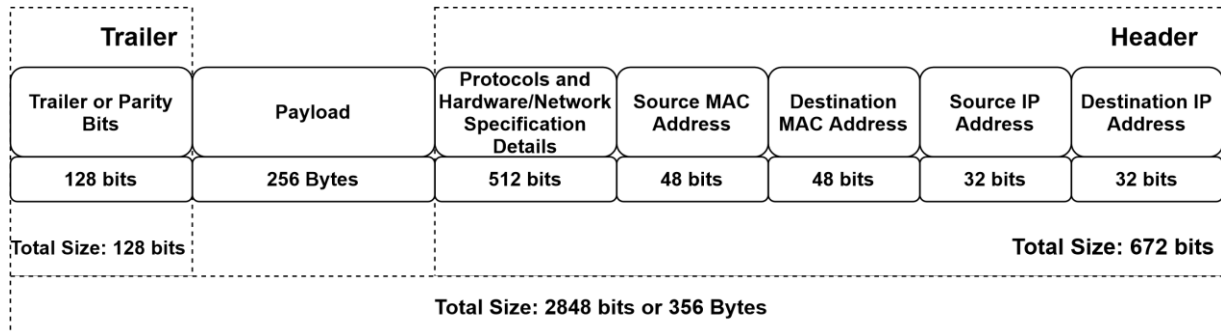 Trailer
Header
Trailer or Parity
Bits
Payload
Protocols and
Hardware/Network
Specification
Details
Source MAC
Address
Destination
MAC Address
Source IP
Address
Destination IP
Address
128 bits
256 Bytes
512 bits
48 bits
48 bits
32 bits
32 bits
Total Size: 128 bits
Total Size: 672 bits
Total Size: 2848 bits or 356 Bytes